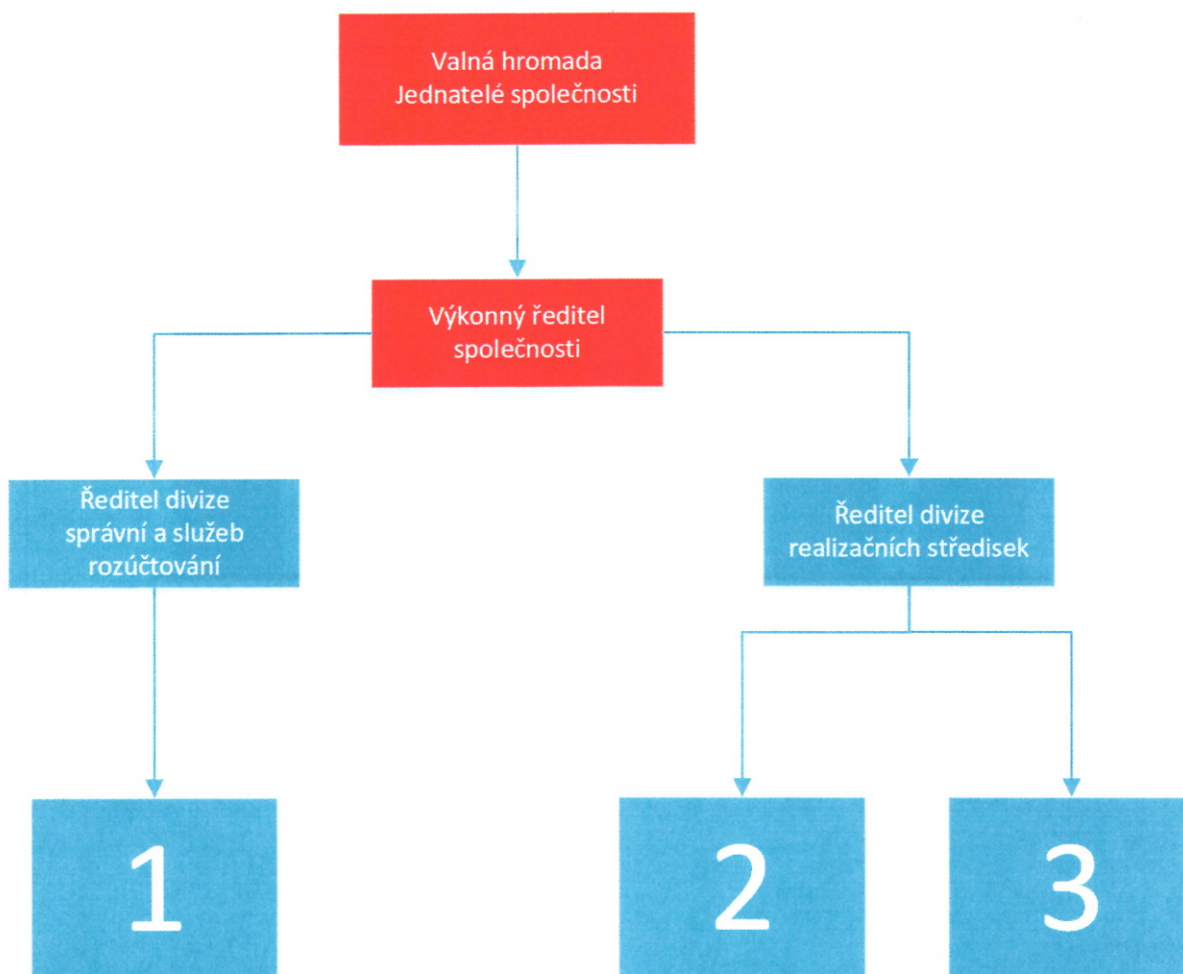 Valná hromada
Jednatelé společnosti
Výkonný ředitel
společnosti
Ředitel divize
správní a služeb
rozúčtování
Ředitel divize
realizačních středisek
1
2
3